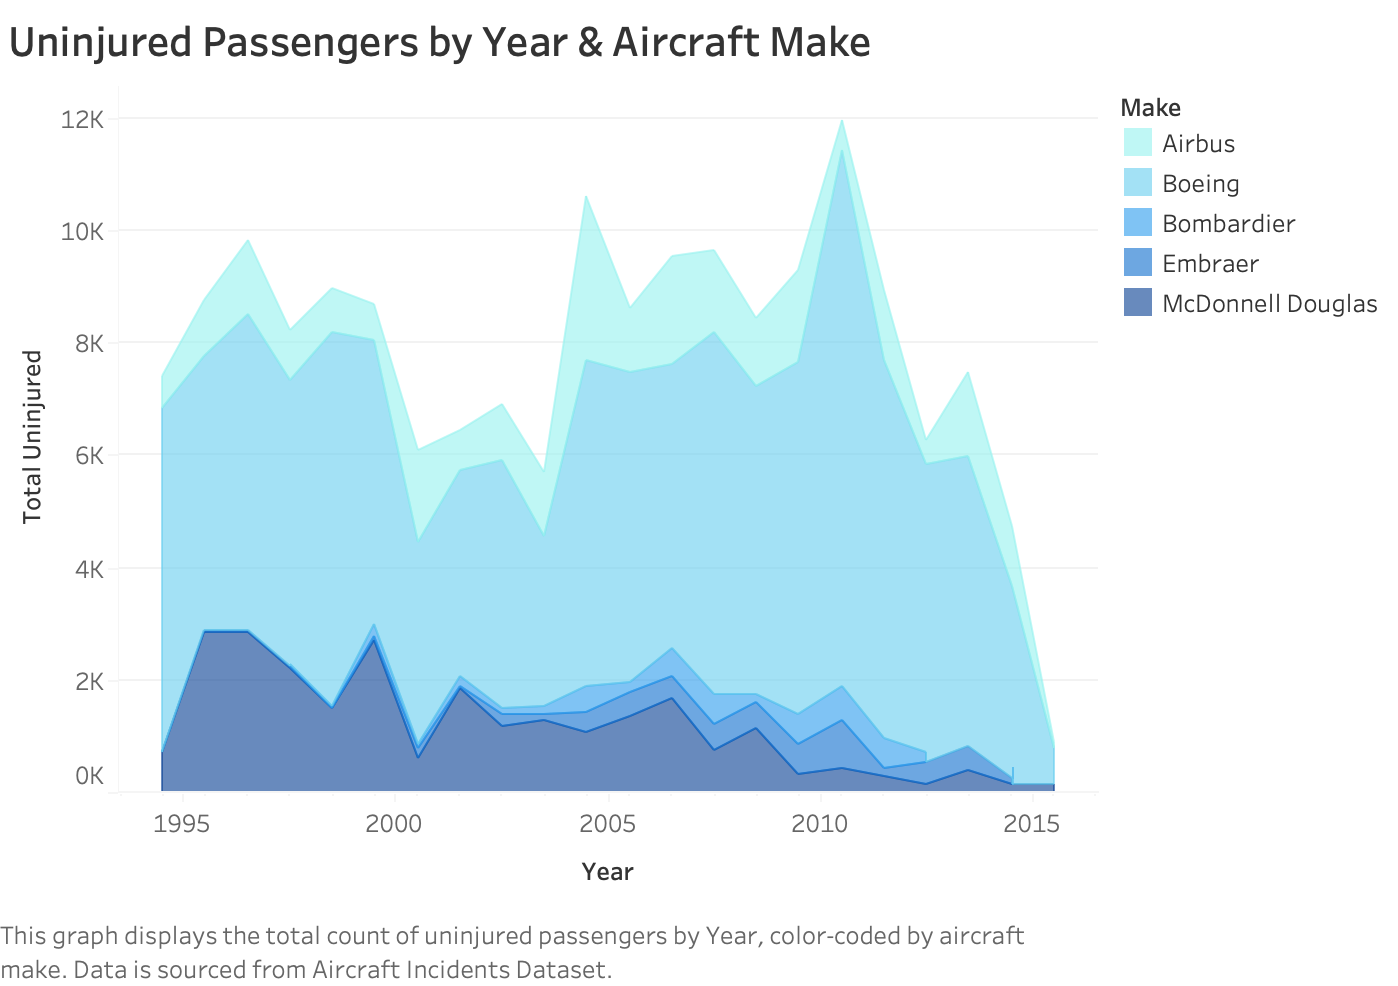 Uninjured Passengers by Year & Aircraft Make
Make
Airbus
Boeing
Bombardier
Embraer
McDonnell Douglas
12K
10K
8K
6K
4K
2K
0K
Total Uninjured
1995
2000
2005
2010
2015
Year
This graph displays the total count of uninjured passengers by Year, color-coded by aircraft
make. Data is sourced from Aircraft Incidents Dataset.